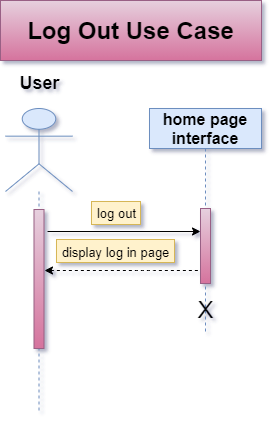 Log Out Use Case
User
home page
interface
log out
display log in page
X